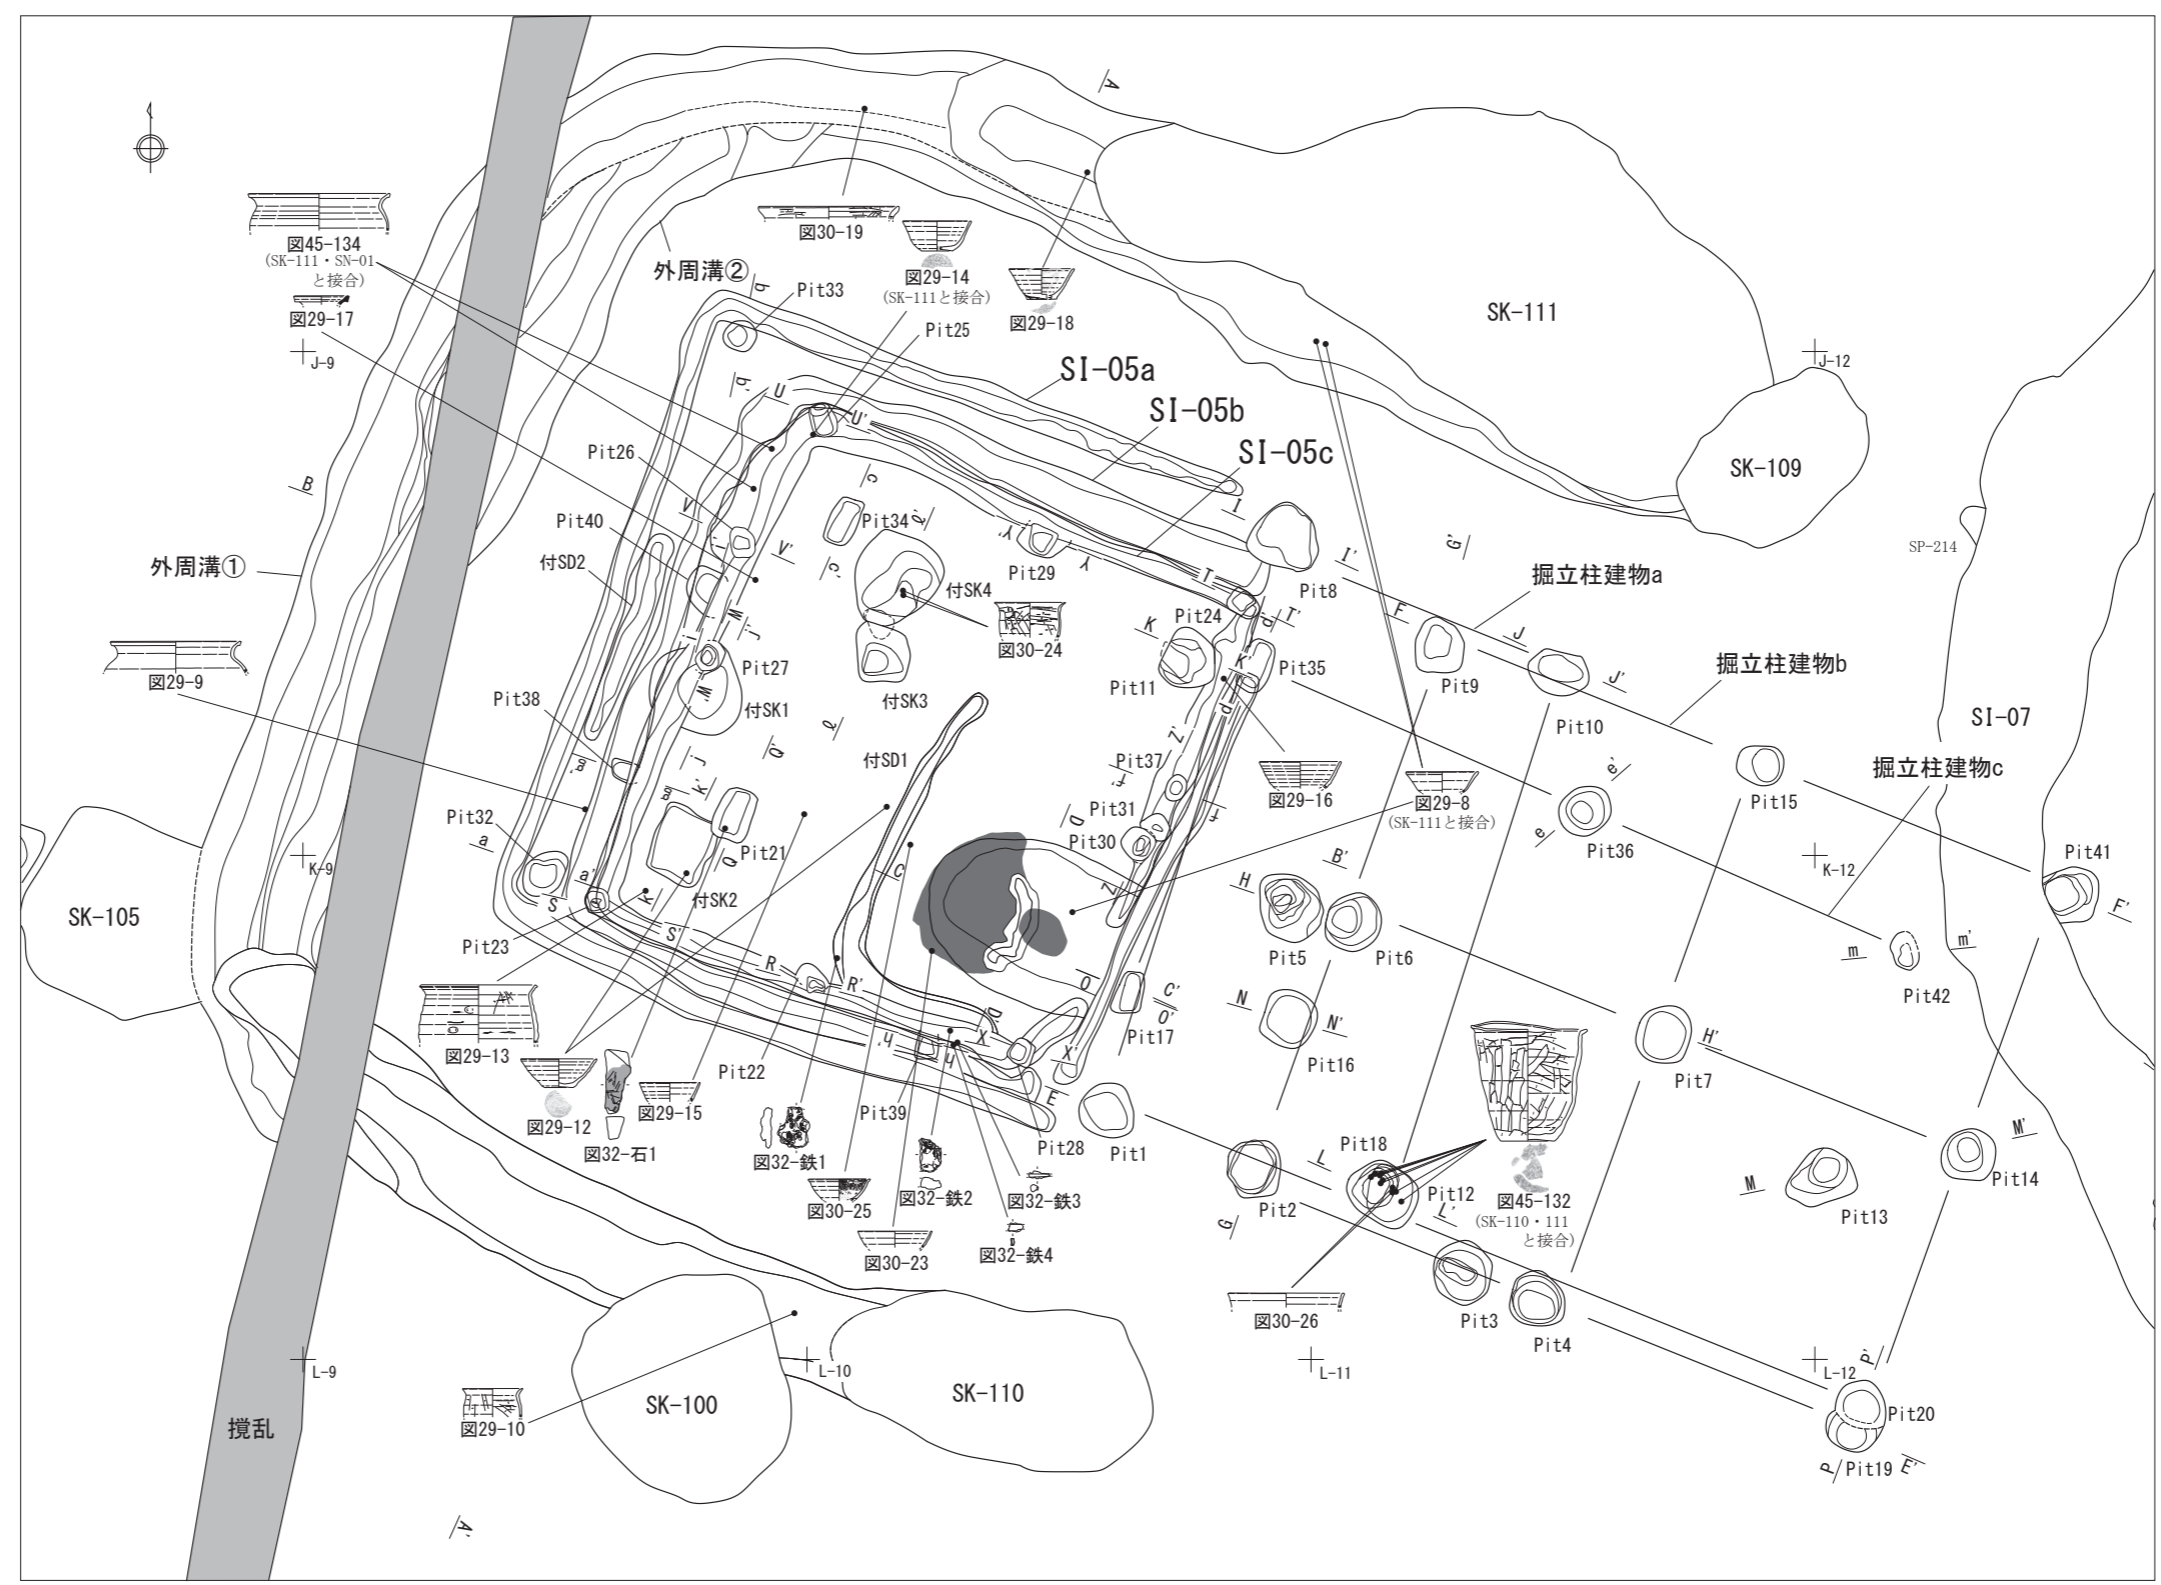 A
図45-134
(SK-111・SN-01
と接合)
図29-17
J-9
外周溝②
図30-19
図29-14
(SK-111と接合)
図29-18
b
Pit33
Pit25
SK-111
J-12
SI-05a
SI-05b
SI-05c
b'
U
U'
SK-109
B
Pit26
Pit40
付SD2
V
V'
c
c'
Pit34
ℓ'
付SK4
Y'
Y
Pit29
I
I'
Pit8
G'
SP-214
外周溝①
掘立柱建物a
T
T'
d'
Pit24
K
K'
F
J
J'
Pit35
図30-24
i'
i
W
W'
j'
Pit27
Pit11
Pit9
掘立柱建物b
図29-9
Pit38
付SK1
付SK3
Pit10
SI-07
d
ℓ
Q'
j
付SD1
Z'
Pit37
f'
f
図29-16
図29-8
(SK-111と接合)
掘立柱建物c
e'
e
Pit15
g'
g
k'
Pit32
a
Pit31
Pit30
D
Pit36
K-9
Pit21
Q
C
B'
K-12
Pit41
F'
SK-105
a'
S
付SK2
k
Z
H
Pit5
Pit6
m
m'
Pit23
S'
R
R'
Pit42
図29-13
O
C'
O'
Pit17
N
N'
Pit16
H'
Pit7
D'
X
X'
h'
h
図29-12
図32-石1
図29-15
Pit22
図32-鉄1
Pit39
E
Pit28
Pit1
図30-25
図32-鉄2
図32-鉄3
図30-23
図32-鉄4
Pit18
L
Pit12
L'
Pit2
G
図45-132
(SK-110・111
と接合)
M'
Pit14
M
Pit13
図30-26
Pit3
Pit4
L-9
L-10
L-11
L-12
P'
SK-100
SK-110
図29-10
撹乱
Pit20
P
Pit19
E'
A'